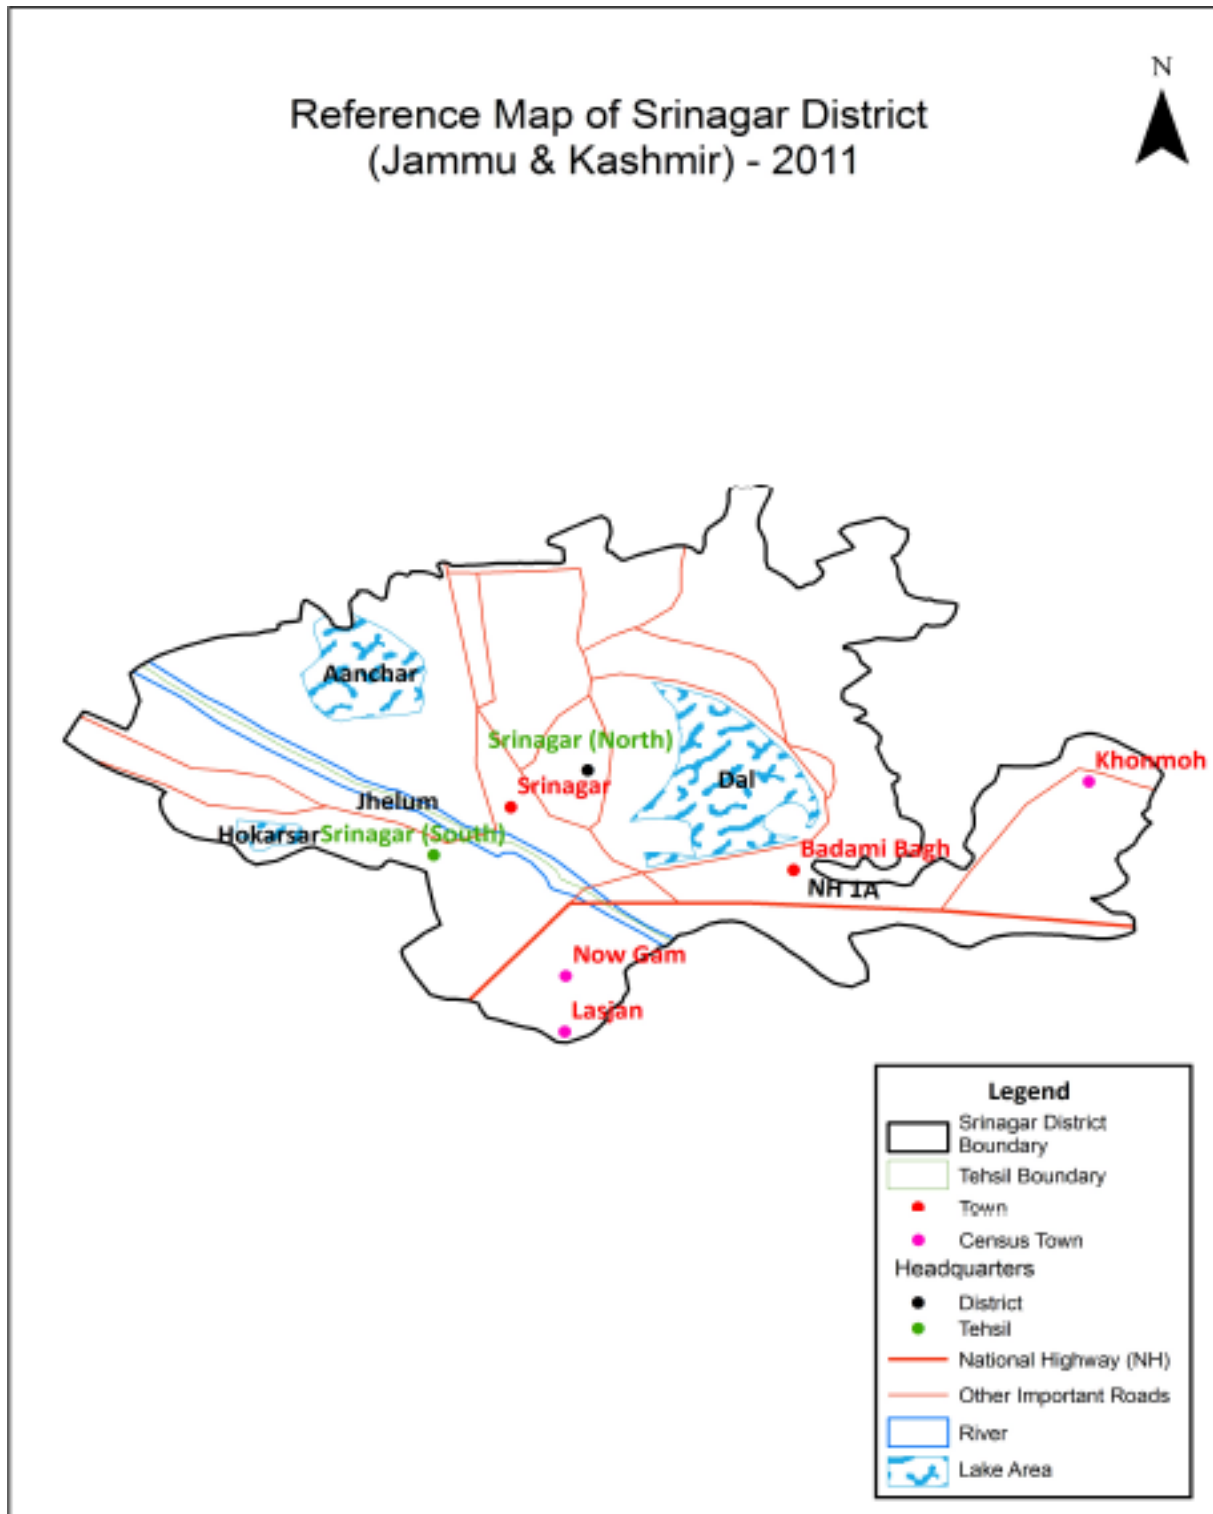 N
Reference Map of Srinagar District
(Jammu & Kashmir) - 2011
Aanchar
Srinagar (North)
Khonmoh
Dal
Srinagar
Jhelum
Hokarsar
Srinagar (South)
Badami Bagh
NH 1A
Now Gam
Lasjan
Legend
Srinagar District
Boundary
Tehsil Boundary
Town
Census Town
Headquarters
District
Tehsil
National Highway (NH)
Other Important Roads
River
Lake Area